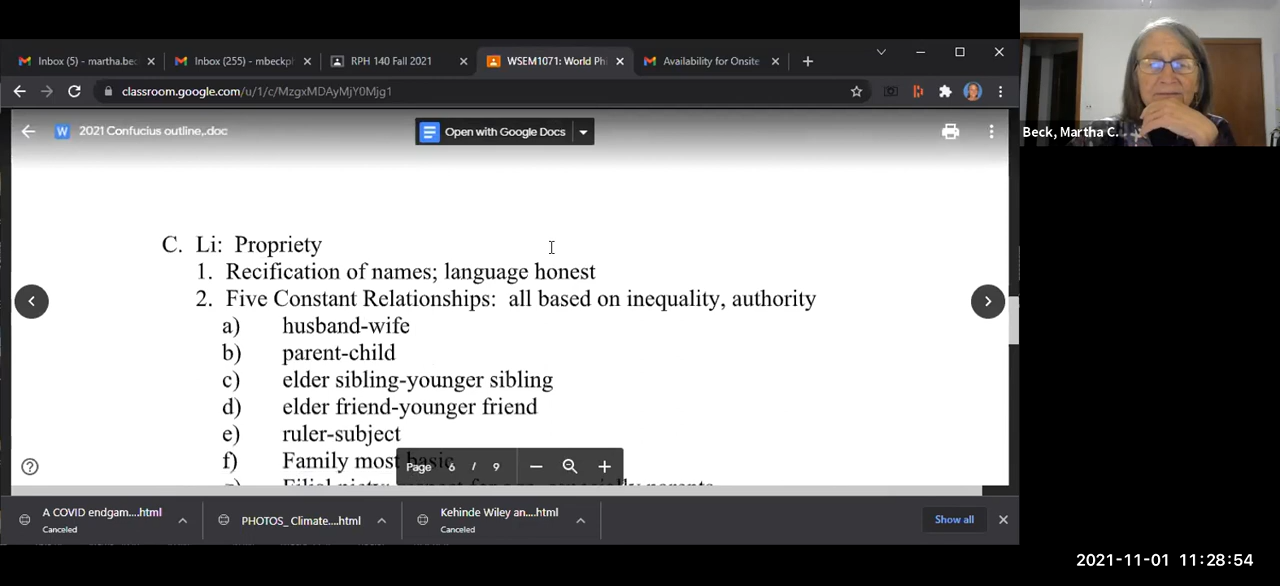 Inbox (5) - martha.bec
Inbox (255) - mbeckpl
RPH 140 Fall 2021
WSEM1071: World Phi
Availability for Onsite
classroom.google.com/u/1/c/MzgxMDAyMjY0Mjg1
2021 Confucius outline,.doc
Open with Google Docs
Beck, Martha C.
C. Li: Propriety
1. Recification of names; language honest
2. Five Constant Relationships: all based on inequality, authority
a) husband-wife
b) parent-child
c) elder sibling-younger sibling
d) elder friend-younger friend
e) ruler-subject
f) Family most basic
Page 6 / 9
A COVID endgam....html
Canceled
PHOTOS_ Climate....html
Kehinde Wiley an....html
Canceled
Show all
2021-11-01 11:28:54